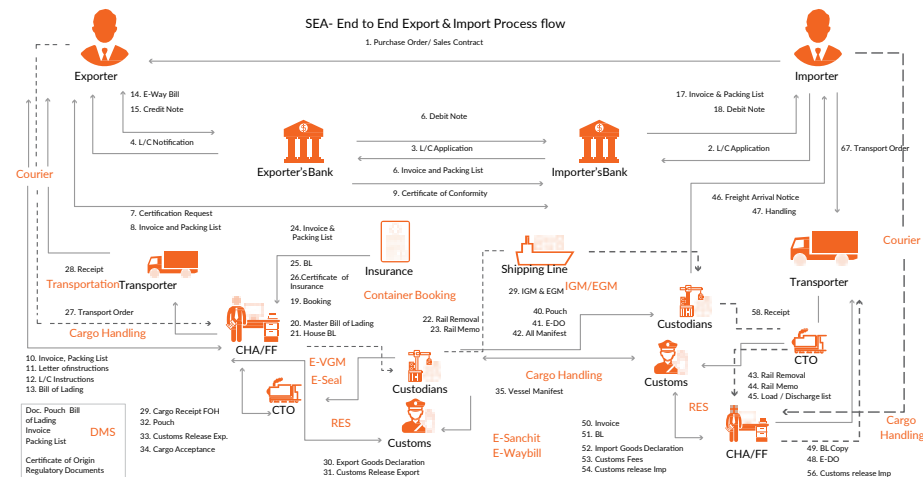 SEA- End to End Export & Import Process flow
1. Purchase Order/ Sales Contract
Exporter
Importer
14. E-Way Bill
15. Credit Note
17. Invoice & Packing List
18. Debit Note
6. Debit Note
4. L/C Notification
3. L/C Application
2. L/C Application
67. Transport Order
Exporter'sBank
Importer'sBank
6. Invoice and Packing List
Courier
9. Certificate of Conformity
46. Freight Arrival Notice
47. Handling
7. Certification Request
8. Invoice and Packing List
24. Invoice &
Packing List
Courier
25. BL
26.Certificate of
Insurance
19. Booking
Insurance
Shipping Line
28. Receipt
Transportation
Transporter
Transporter
Container Booking
IGM/EGM
29. IGM & EGM
27. Transport Order
Cargo Handling
20. Master Bill of Lading
21. House BL
22. Rail Removal
23. Rail Memo
40. Pouch
41. E-DO
42. All Manifest
Custodians
58. Receipt
CHA/FF
10. Invoice, Packing List
11. Letter ofinstructions
12. L/C Instructions
13. Bill of Lading
E-VGM
E-Seal
Custodians
Cargo Handling
35. Vessel Manifest
Customs
CTO
43. Rail Removal
44. Rail Memo
45. Load / Discharge list
CTO
RES
RES
Doc. Pouch Bill
of Lading
Invoice
Packing List
DMS
Certificate of Origin
Regulatory Documents
29. Cargo Receipt FOH
32. Pouch
33. Customs Release Exp.
34. Cargo Acceptance
Customs
E-Sanchit
E-Waybill
50. Invoice
51. BL
52. Import Goods Declaration
53. Customs Fees
54. Customs release Imp
CHA/FF
Cargo
Handling
49. BL Copy
48. E-DO
56. Customs release Imp
30. Export Goods Declaration
31. Customs Release Export